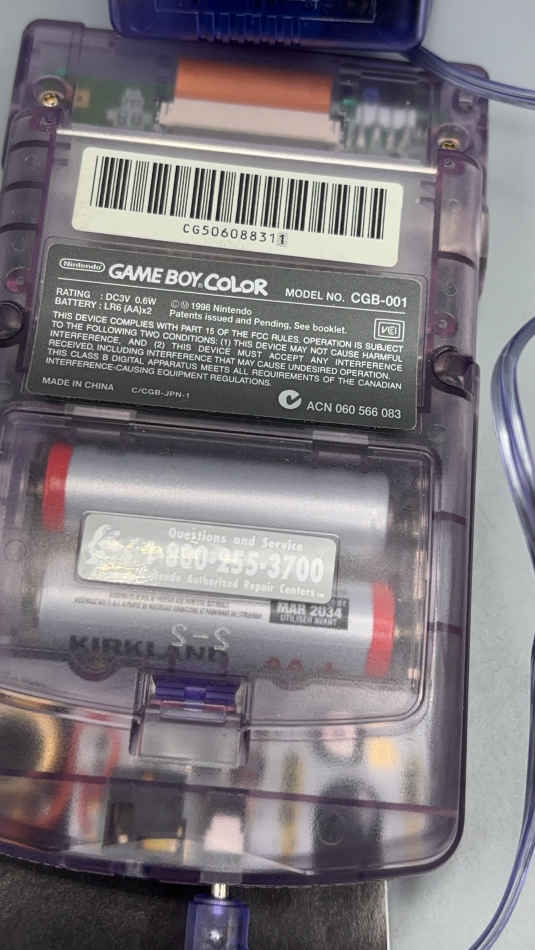 CG506088311
Nintendo GAME BOY COLOR MODEL NO. CGB-001
RATING : DC3V 0.6W
BATTERY : LR6 (AA)x2
©Ⓜ 1998 Nintendo
Patents issued and Pending, See booklet.
THIS DEVICE COMPLIES WITH PART 15 OF THE FCC RULES. OPERATION IS SUBJECT
TO THE FOLLOWING TWO CONDITIONS: (1) THIS DEVICE MAY NOT CAUSE HARMFUL
INTERFERENCE, AND (2) THIS DEVICE MUST ACCEPT ANY INTERFERENCE
RECEIVED, INCLUDING INTERFERENCE THAT MAY CAUSE UNDESIRED OPERATION.
THIS CLASS B DIGITAL APPARATUS MEETS ALL REQUIREMENTS OF THE CANADIAN
INTERFERENCE-CAUSING EQUIPMENT REGULATIONS.
MADE IN CHINA C/CGB-JPN-1 ACN 060 566 083
Questions and Service
800-255-3700
Authorized Repair Centers
MAR 2034
UTILISER AVANT
KIRKLAND